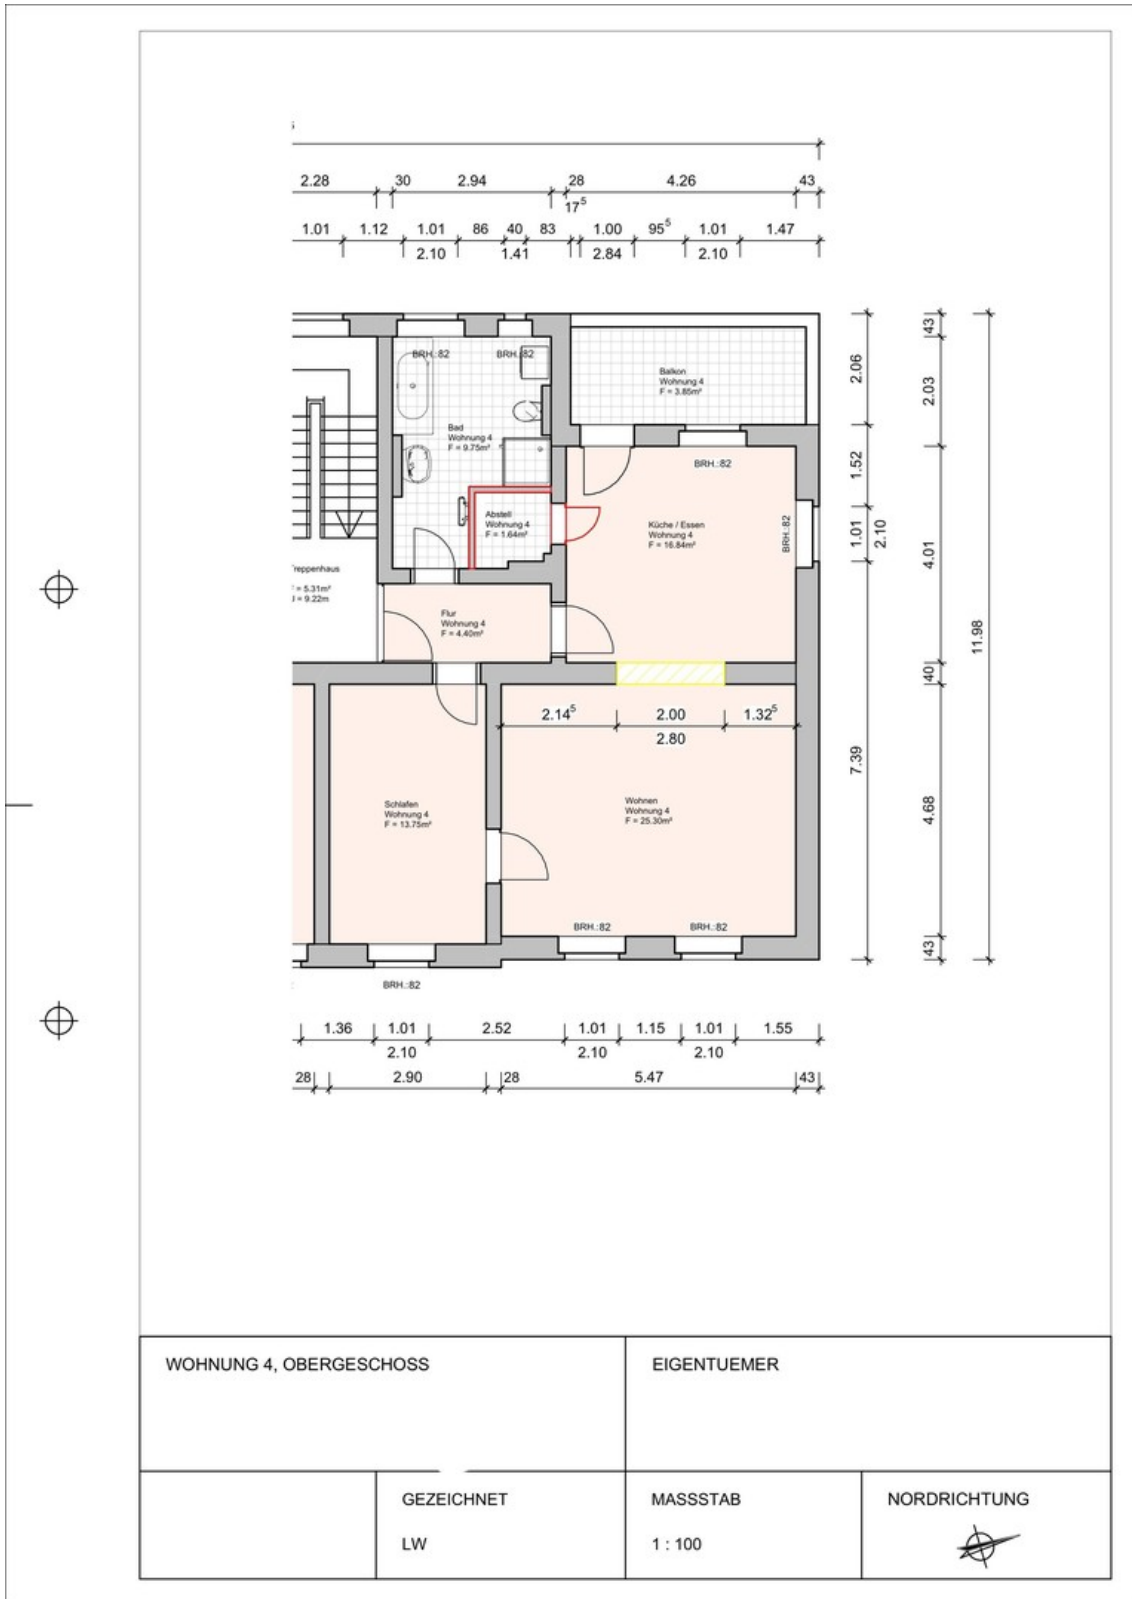 2.28 30 2.94 28 4.26 43
17⁵
1.01 1.12 1.01 86 40 83 1.00 95⁵ 1.01 1.47
2.10 1.41 2.84 2.10
BRH.:82 BRH.:82
Balkon
Wohnung 4
F = 3.85m²
Bad
Wohnung 4
F = 9.75m²
BRH.:82
Abstell
Wohnung 4
F = 1.64m²
Küche / Essen
Wohnung 4
F = 16.84m²
BRH.:82
Treppenhaus
= 5.31m²
= 9.22m
Flur
Wohnung 4
F = 4.40m²
2.14⁵ 2.00 1.32⁵
2.80
Schlafen
Wohnung 4
F = 13.75m²
Wohnen
Wohnung 4
F = 25.30m²
BRH.:82 BRH.:82
BRH.:82
2.06
1.52
1.01
2.10
7.39
43
2.03
4.01
40
4.68
43
11.98
1.36 1.01 2.52 1.01 1.15 1.01 1.55
2.10 2.10 2.10
28 2.90 28 5.47 43
WOHNUNG 4, OBERGESCHOSS
EIGENTUEMER
GEZEICHNET
LW
MASSSTAB
1 : 100
NORDRICHTUNG